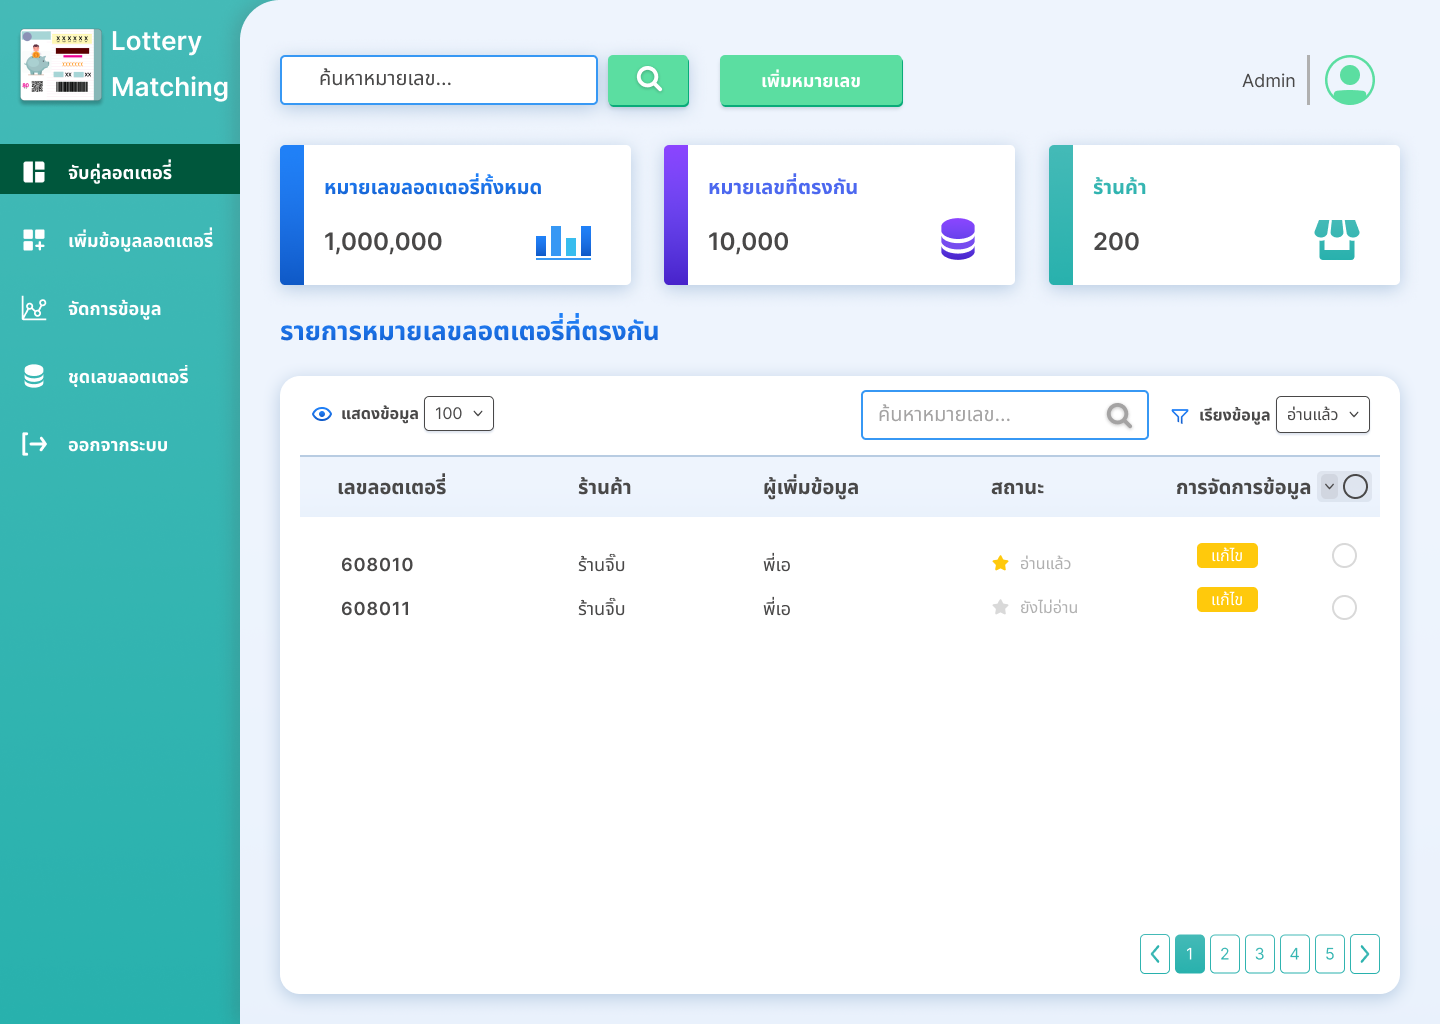 Lottery
Matching
จับคู่ลอตเตอรี่
เพิ่มข้อมูลลอตเตอรี่
จัดการข้อมูล
ชุดเลขลอตเตอรี่
ออกจากระบบ
ค้นหาหมายเลข...
เพิ่มหมายเลข
Admin
หมายเลขลอตเตอรี่ทั้งหมด
1,000,000
หมายเลขที่ตรงกัน
10,000
ร้านค้า
200
รายการหมายเลขลอตเตอรี่ที่ตรงกัน
แสดงข้อมูล 100
ค้นหาหมายเลข...
เรียงข้อมูล อ่านแล้ว
เลขลอตเตอรี่ ร้านค้า ผู้เพิ่มข้อมูล สถานะ การจัดการข้อมูล
608010 ร้านจิ๊บ พี่เอ อ่านแล้ว แก้ไข
608011 ร้านจิ๊บ พี่เอ ยังไม่อ่าน แก้ไข
1 2 3 4 5